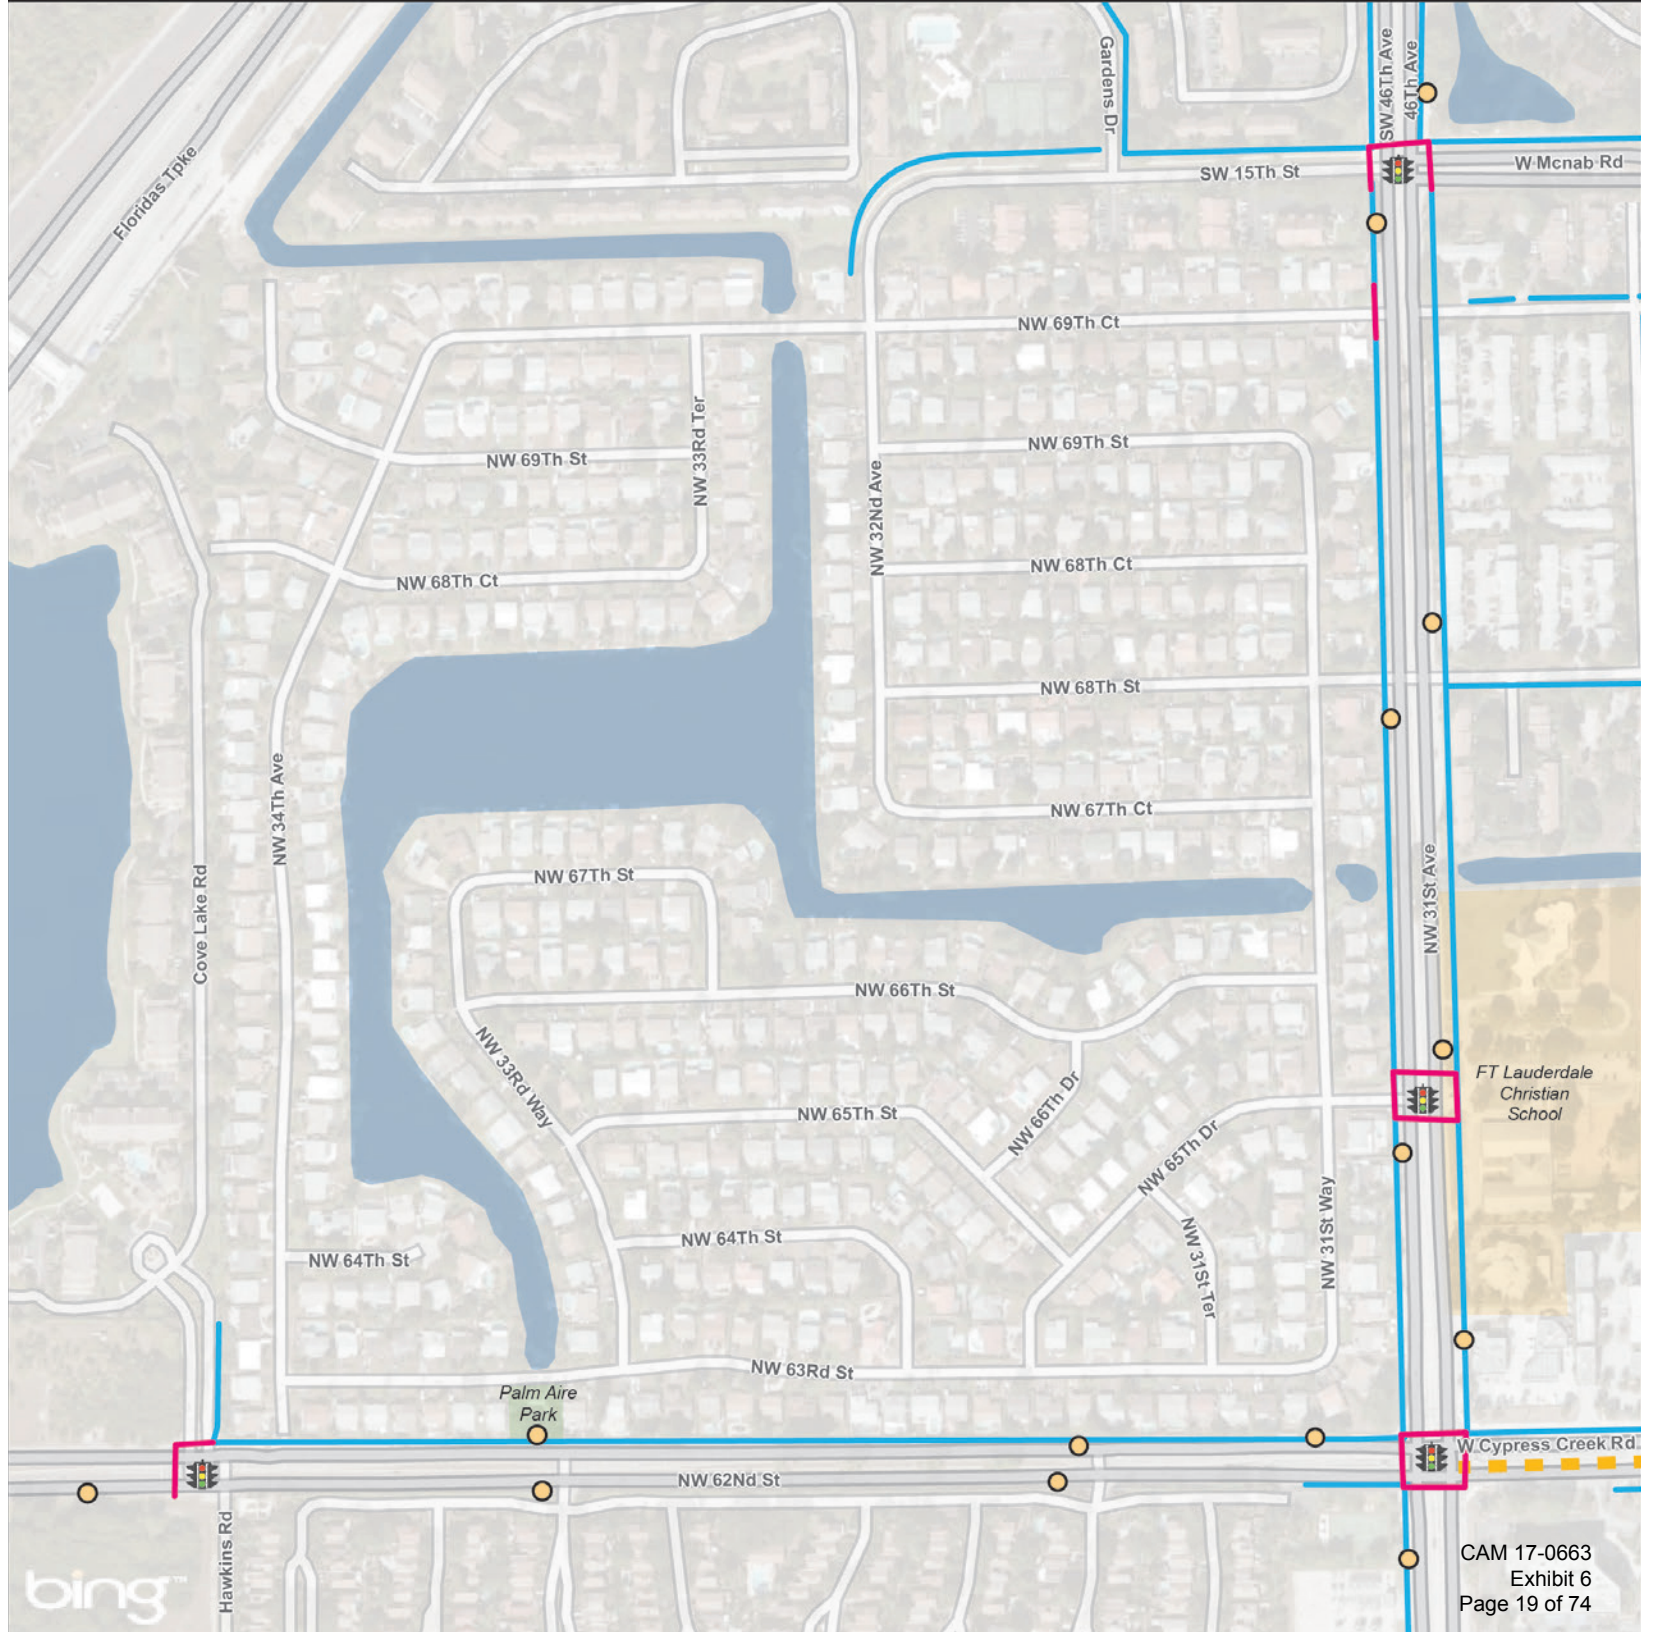 SW 46Th Ave
46Th Ave
Gardens Dr
W Mcnab Rd
SW 15Th St
Floridas Tpke
NW 69Th Ct
NW 33Rd Ter
NW 69Th St
NW 69Th St
NW 32Nd Ave
NW 68Th Ct
NW 68Th Ct
NW 68Th St
NW 34Th Ave
NW 67Th Ct
NW 31St Ave
Cove Lake Rd
NW 67Th St
NW 66Th St
NW 33Rd Way
NW 66Th Dr
FT Lauderdale
Christian
School
NW 65Th St
NW 65Th Dr
NW 31St Way
NW 31St Ter
NW 64Th St
NW 64Th St
NW 63Rd St
Palm Aire
Park
W Cypress Creek Rd
NW 62Nd St
Hawkins Rd
bing™
CAM 17-0663
Exhibit 6
Page 19 of 74